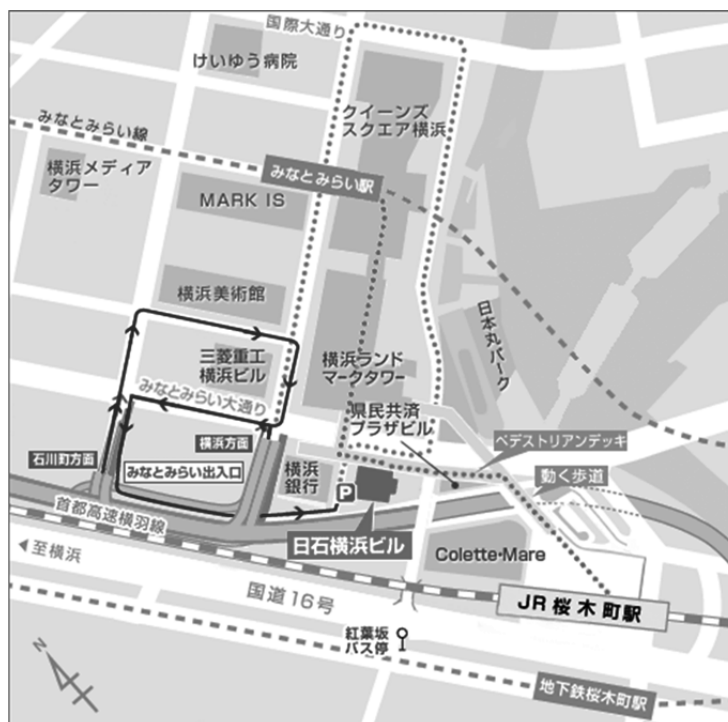 国際大通り
けいゆう病院
クイーンズ
スクエア横浜
みなとみらい線
横浜メディア
タワー
みなとみらい駅
MARK IS
横浜美術館
日本丸パーク
三菱重工
横浜ビル
横浜ランド
マークタワー
みなとみらい大通り
県民共済
プラザビル
ペデストリアンデッキ
石川町方面
横浜方面
みなとみらい出入口
横浜
銀行
動く歩道
P
首都高速横羽線
日石横浜ビル
Colette・Mare
至横浜
国道16号
JR 桜木町駅
紅葉坂
バス停
地下鉄桜木町駅
N